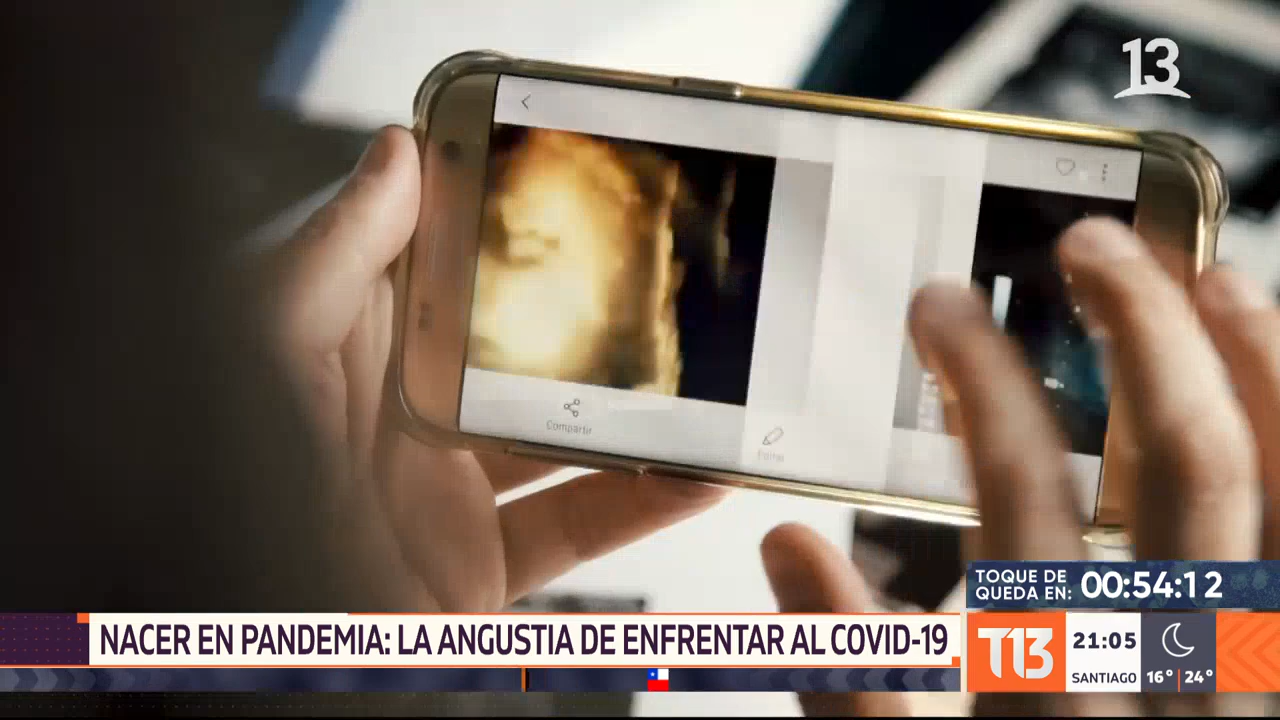 13
Compartir
TOQUE DE
QUEDA EN: 00:54:12
NACER EN PANDEMIA: LA ANGUSTIA DE ENFRENTAR AL COVID-19
T13
21:05
SANTIAGO
16° 24°